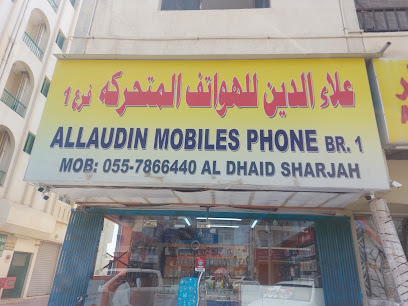 علاء الدين للهواتف المتحركه فرع 1
ALLAUDIN MOBILES PHONE BR. 1
MOB: 055-7866440 AL DHAID SHARJAH